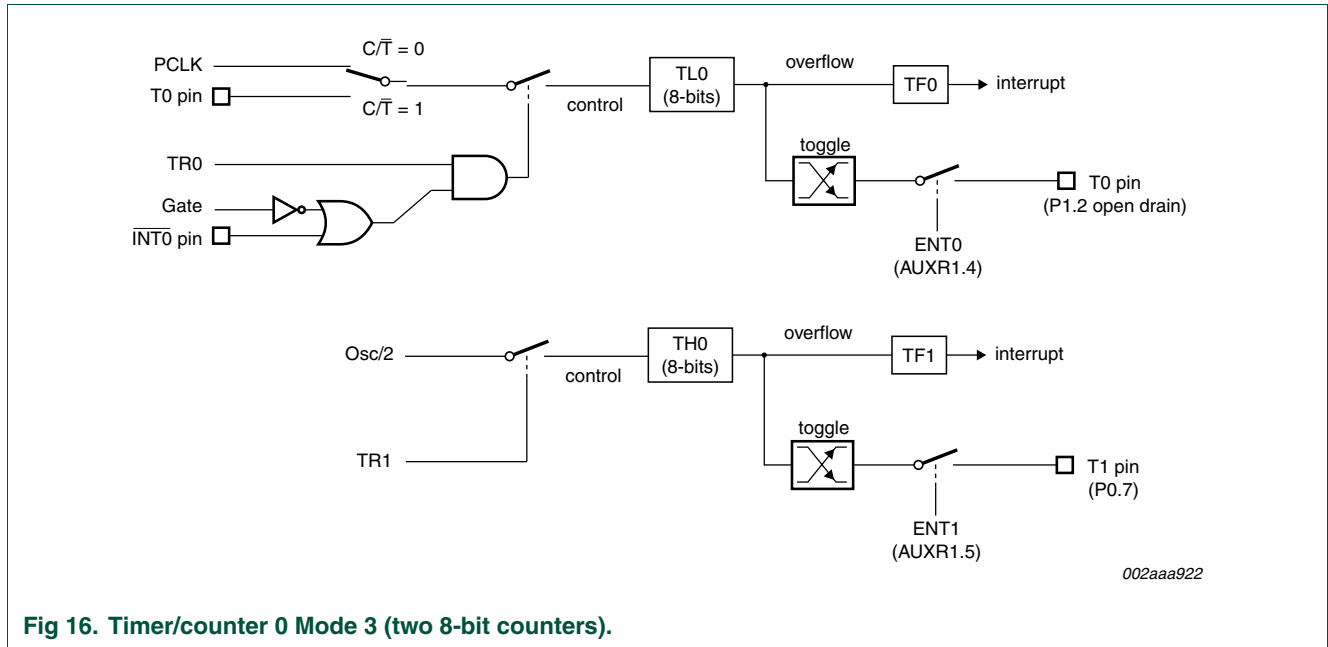 C/T̅ = 0
PCLK
T0 pin
C/T̅ = 1
control
TL0
(8-bits)
overflow
TF0
interrupt
toggle
TR0
Gate
I̅N̅T̅0̅ pin
T0 pin
(P1.2 open drain)
ENT0
(AUXR1.4)
Osc/2
control
TH0
(8-bits)
overflow
TF1
interrupt
toggle
TR1
T1 pin
(P0.7)
ENT1
(AUXR1.5)
002aaa922
Fig 16. Timer/counter 0 Mode 3 (two 8-bit counters).